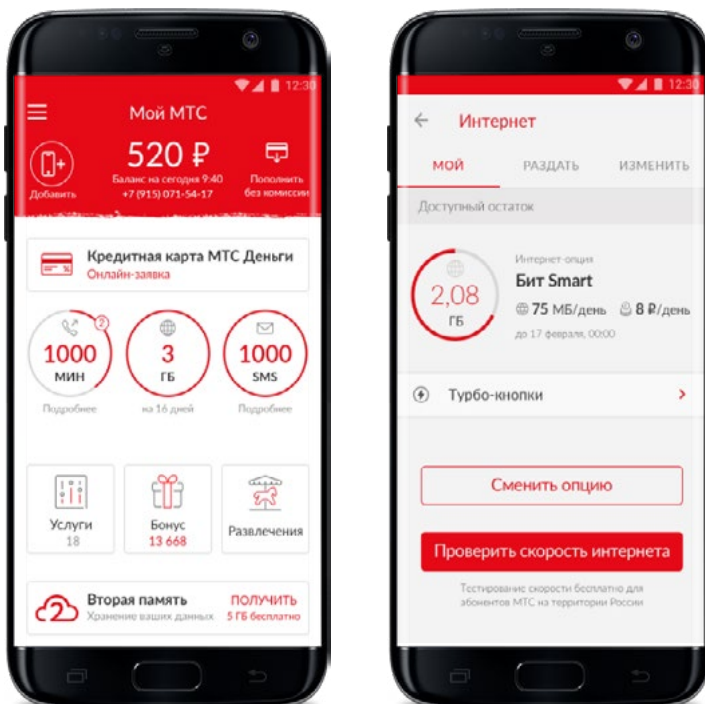 12:30
Мой МТС
520 ₽
Баланс на сегодня 9:40
+7 (915) 071-54-17
Добавить
Пополнить
без комиссии
Кредитная карта МТС Деньги
Онлайн-заявка
2
1000
МИН
Подробнее
3
ГБ
на 16 дней
1000
SMS
Подробнее
Услуги
18
Бонус
13 668
Развлечения
2
Вторая память
Хранение ваших данных
ПОЛУЧИТЬ
5 ГБ бесплатно
12:30
Интернет
МОЙ РАЗДАТЬ ИЗМЕНИТЬ
Доступный остаток
2,08
ГБ
Интернет-опция
Бит Smart
75 МБ/день 8 ₽/день
до 17 февраля, 00:00
Турбо-кнопки
Сменить опцию
Проверить скорость интернета
Тестирование скорости бесплатно для
абонентов МТС на территории России